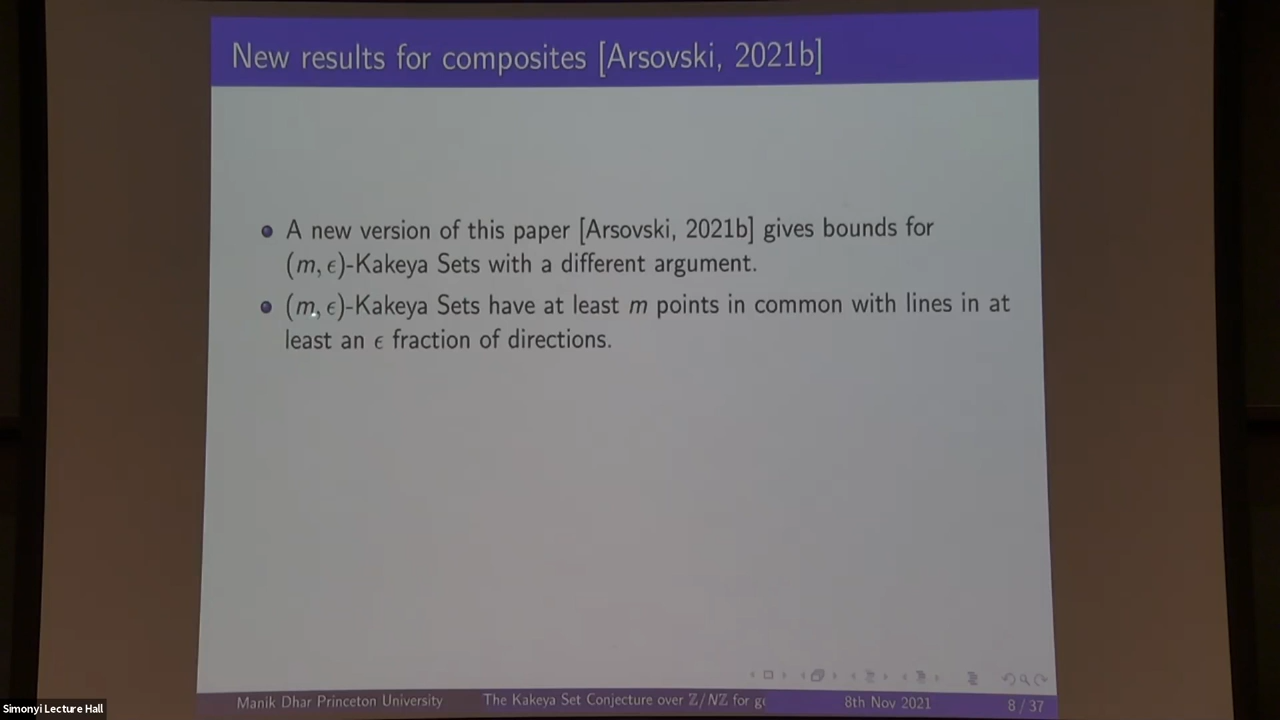 New results for composites [Arsovski, 2021b]
A new version of this paper [Arsovski, 2021b] gives bounds for
(m, ϵ)-Kakeya Sets with a different argument.
(m, ϵ)-Kakeya Sets have at least m points in common with lines in at
least an ϵ fraction of directions.
Manik Dhar Princeton University
The Kakeya Set Conjecture over ℤ/Nℤ for ge
8th Nov 2021
8 / 37
Simonyi Lecture Hall